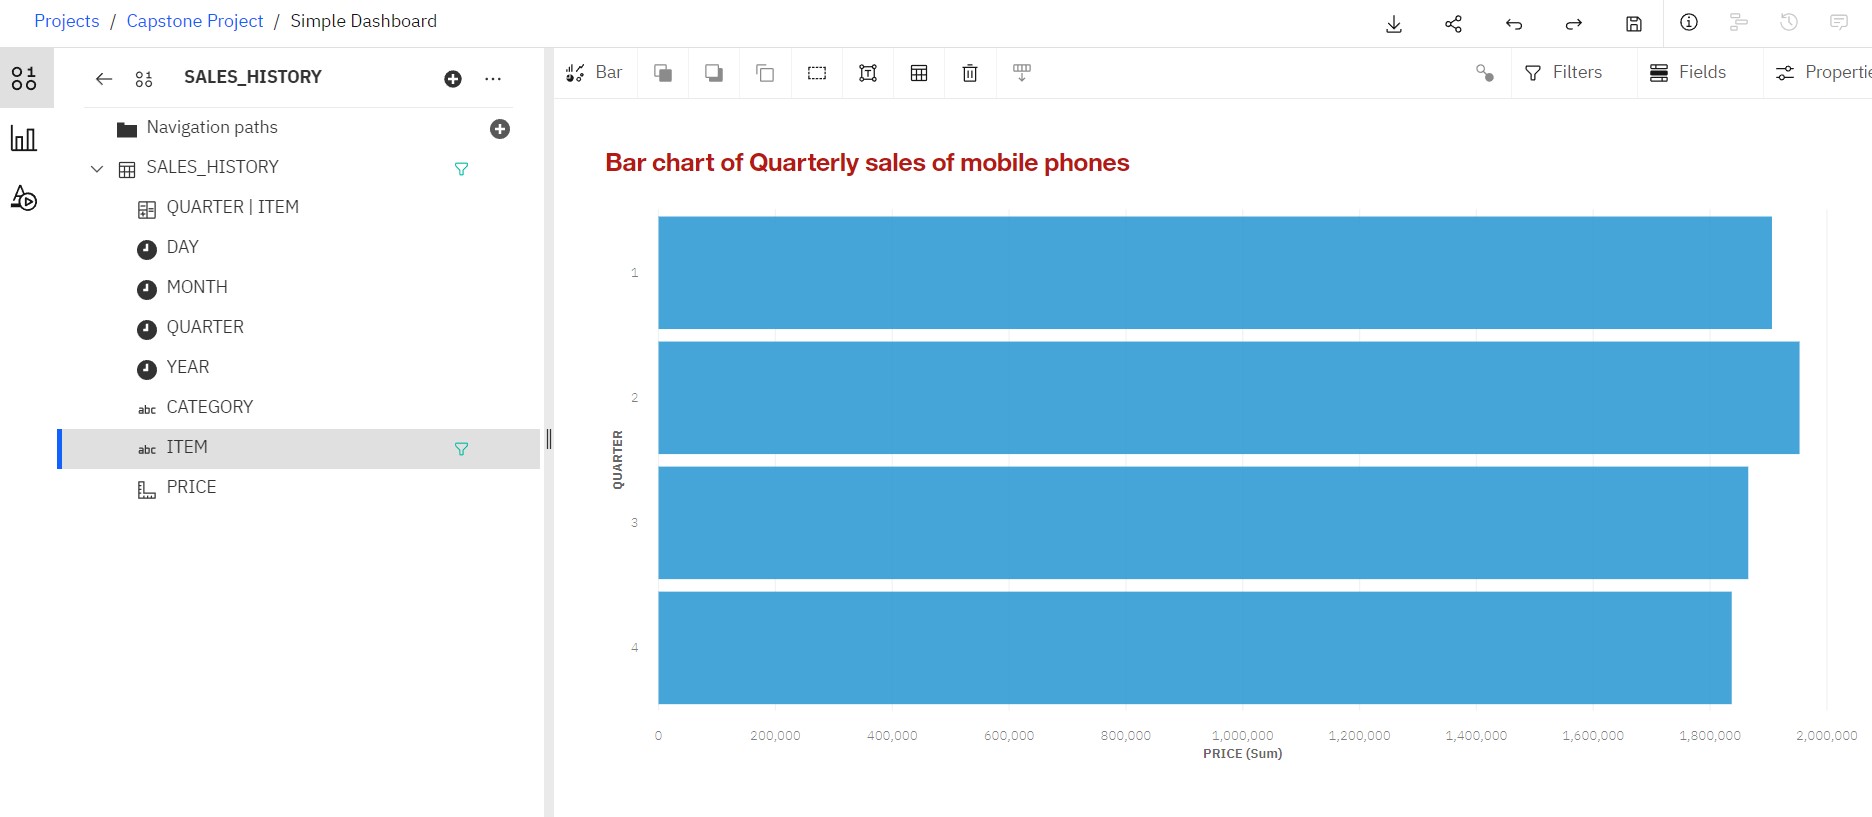 Projects / Capstone Project / Simple Dashboard
SALES_HISTORY
Navigation paths
SALES_HISTORY
QUARTER | ITEM
DAY
MONTH
QUARTER
YEAR
abc CATEGORY
abc ITEM
PRICE
Bar
Filters
Fields
Propertie
Bar chart of Quarterly sales of mobile phones
QUARTER
1
2
3
4
0 200,000 400,000 600,000 800,000 1,000,000 1,200,000 1,400,000 1,600,000 1,800,000 2,000,000
PRICE (Sum)